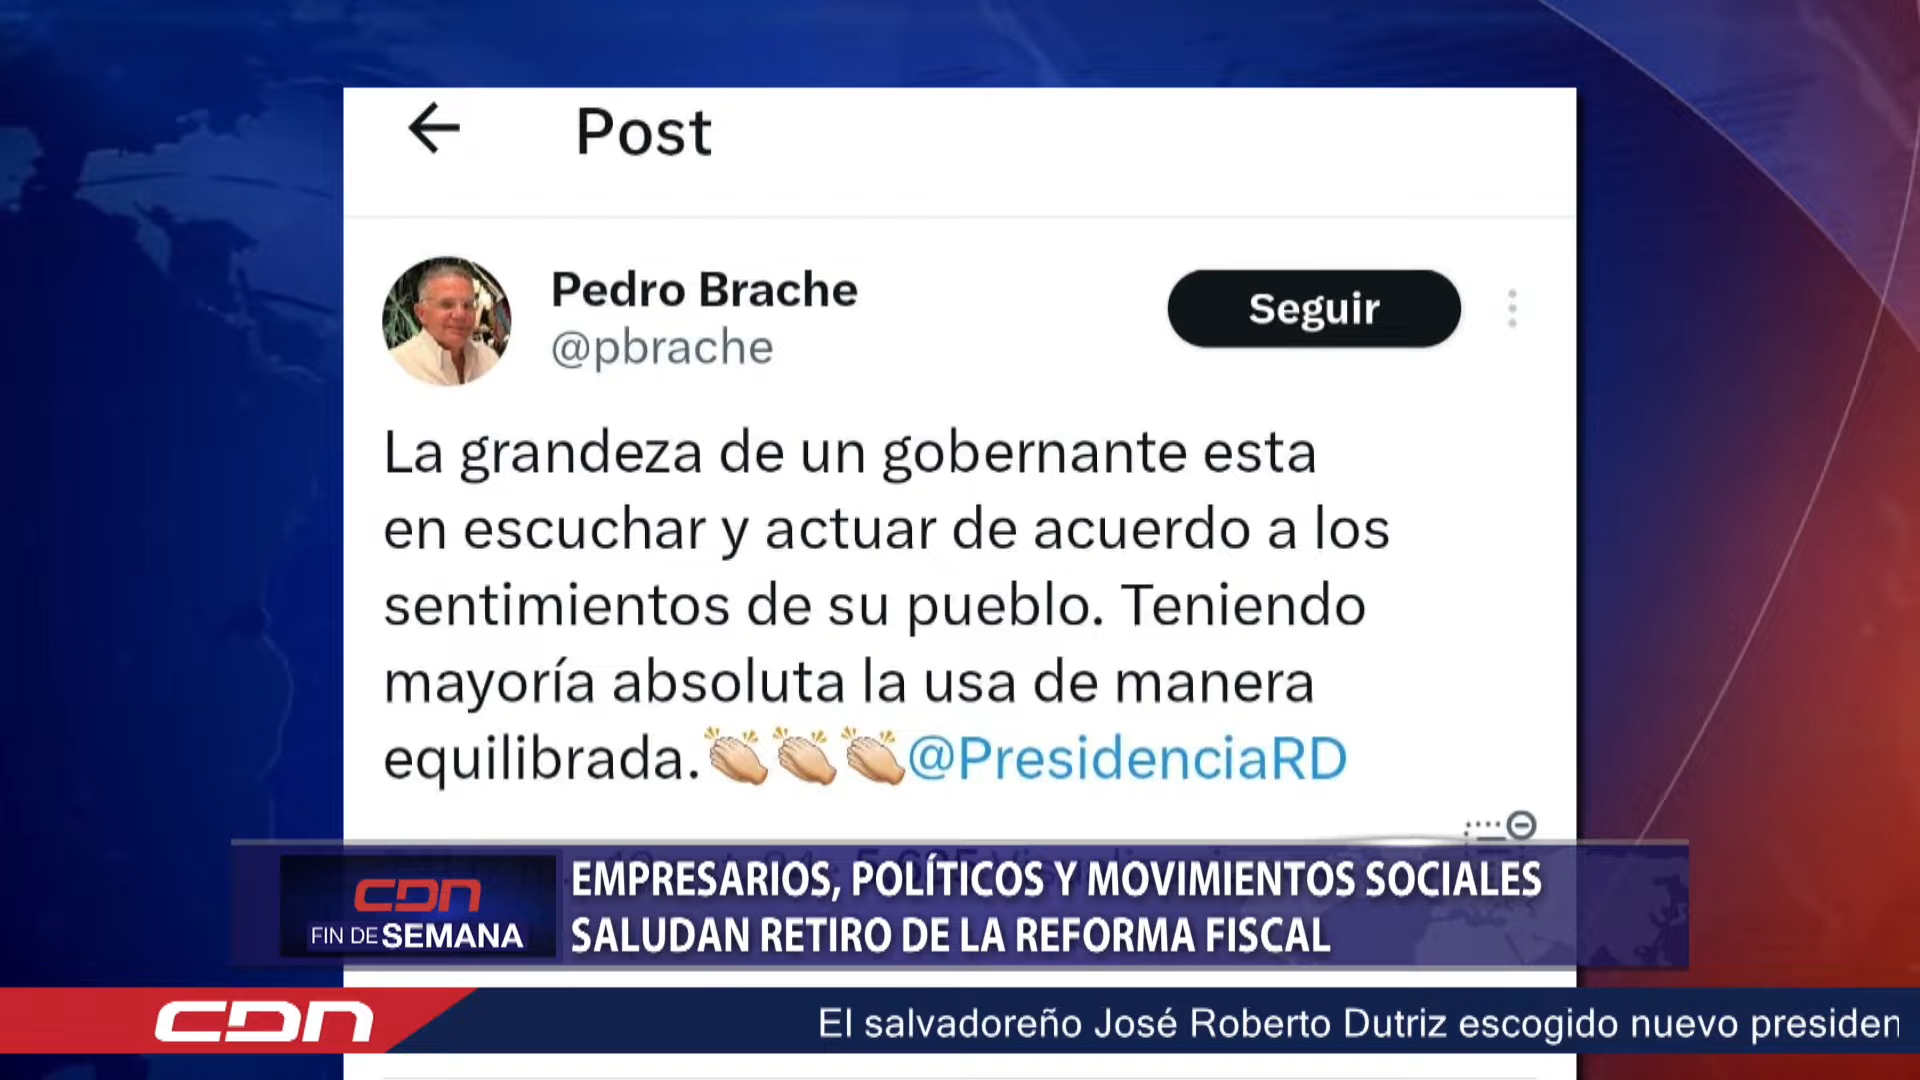 Post
Pedro Brache
@pbrache
Seguir
La grandeza de un gobernante esta
en escuchar y actuar de acuerdo a los
sentimientos de su pueblo. Teniendo
mayoría absoluta la usa de manera
equilibrada.👏🏼👏🏼👏🏼@PresidenciaRD
CDN
FIN DE SEMANA
EMPRESARIOS, POLÍTICOS Y MOVIMIENTOS SOCIALES
SALUDAN RETIRO DE LA REFORMA FISCAL
CDN
El salvadoreño José Roberto Dutriz escogido nuevo presiden